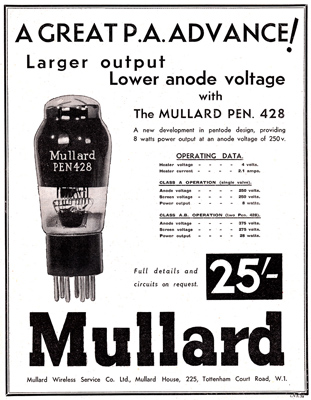 A GREAT P.A. ADVANCE!
Larger output
Lower anode voltage
with
The MULLARD PEN. 428
A new development in pentode design, providing
8 watts power output at an anode voltage of 250 v.
Mullard
PEN428
OPERATING DATA.
Heater voltage - - - - 4 volts.
Heater current - - - - 2.1 amps.
CLASS A OPERATION (single valve).
Anode voltage - - - - 250 volts.
Screen voltage - - - - 250 volts.
Power output - - - - 8 watts.
CLASS A.B. OPERATION (two Pen. 428).
Anode voltage - - - - 375 volts.
Screen voltage - - - - 275 volts.
Power output - - - - 28 watts.
Full details and
circuits on request.
25/-
Mullard
Mullard Wireless Service Co. Ltd., Mullard House, 225, Tottenham Court Road, W.1.